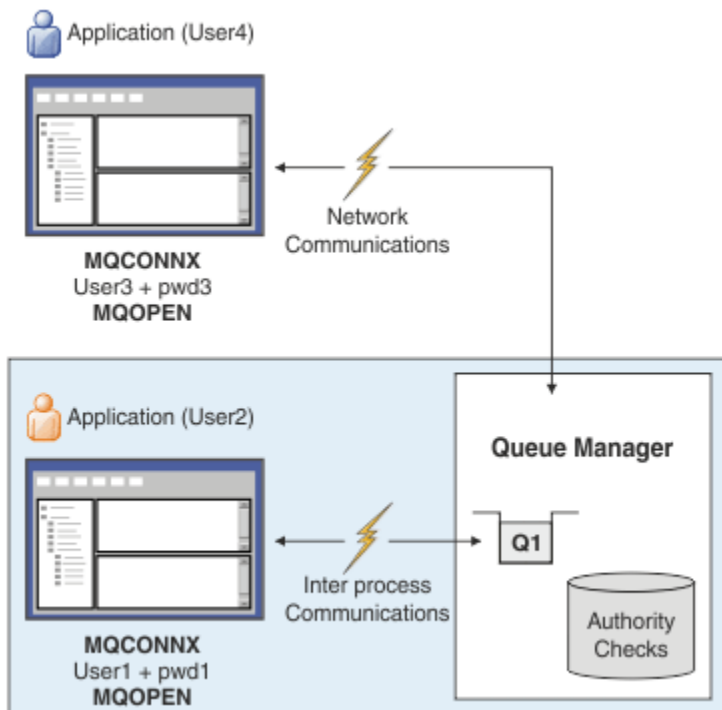 Application (User4)
Network
Communications
MQCONNX
User3 + pwd3
MQOPEN
Application (User2)
Queue Manager
Q1
Inter process
Communications
Authority
Checks
MQCONNX
User1 + pwd1
MQOPEN